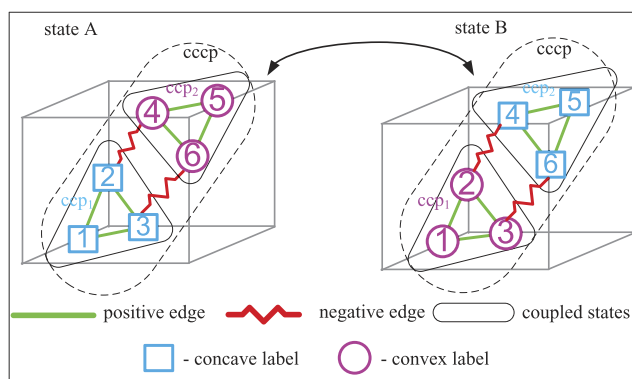 state A
state B
cccp
cccp
ccp₂
4
5
6
ccp₁
2
1
3
ccp₂
4
5
6
ccp₁
2
1
3
positive edge
negative edge
coupled states
- concave label
- convex label